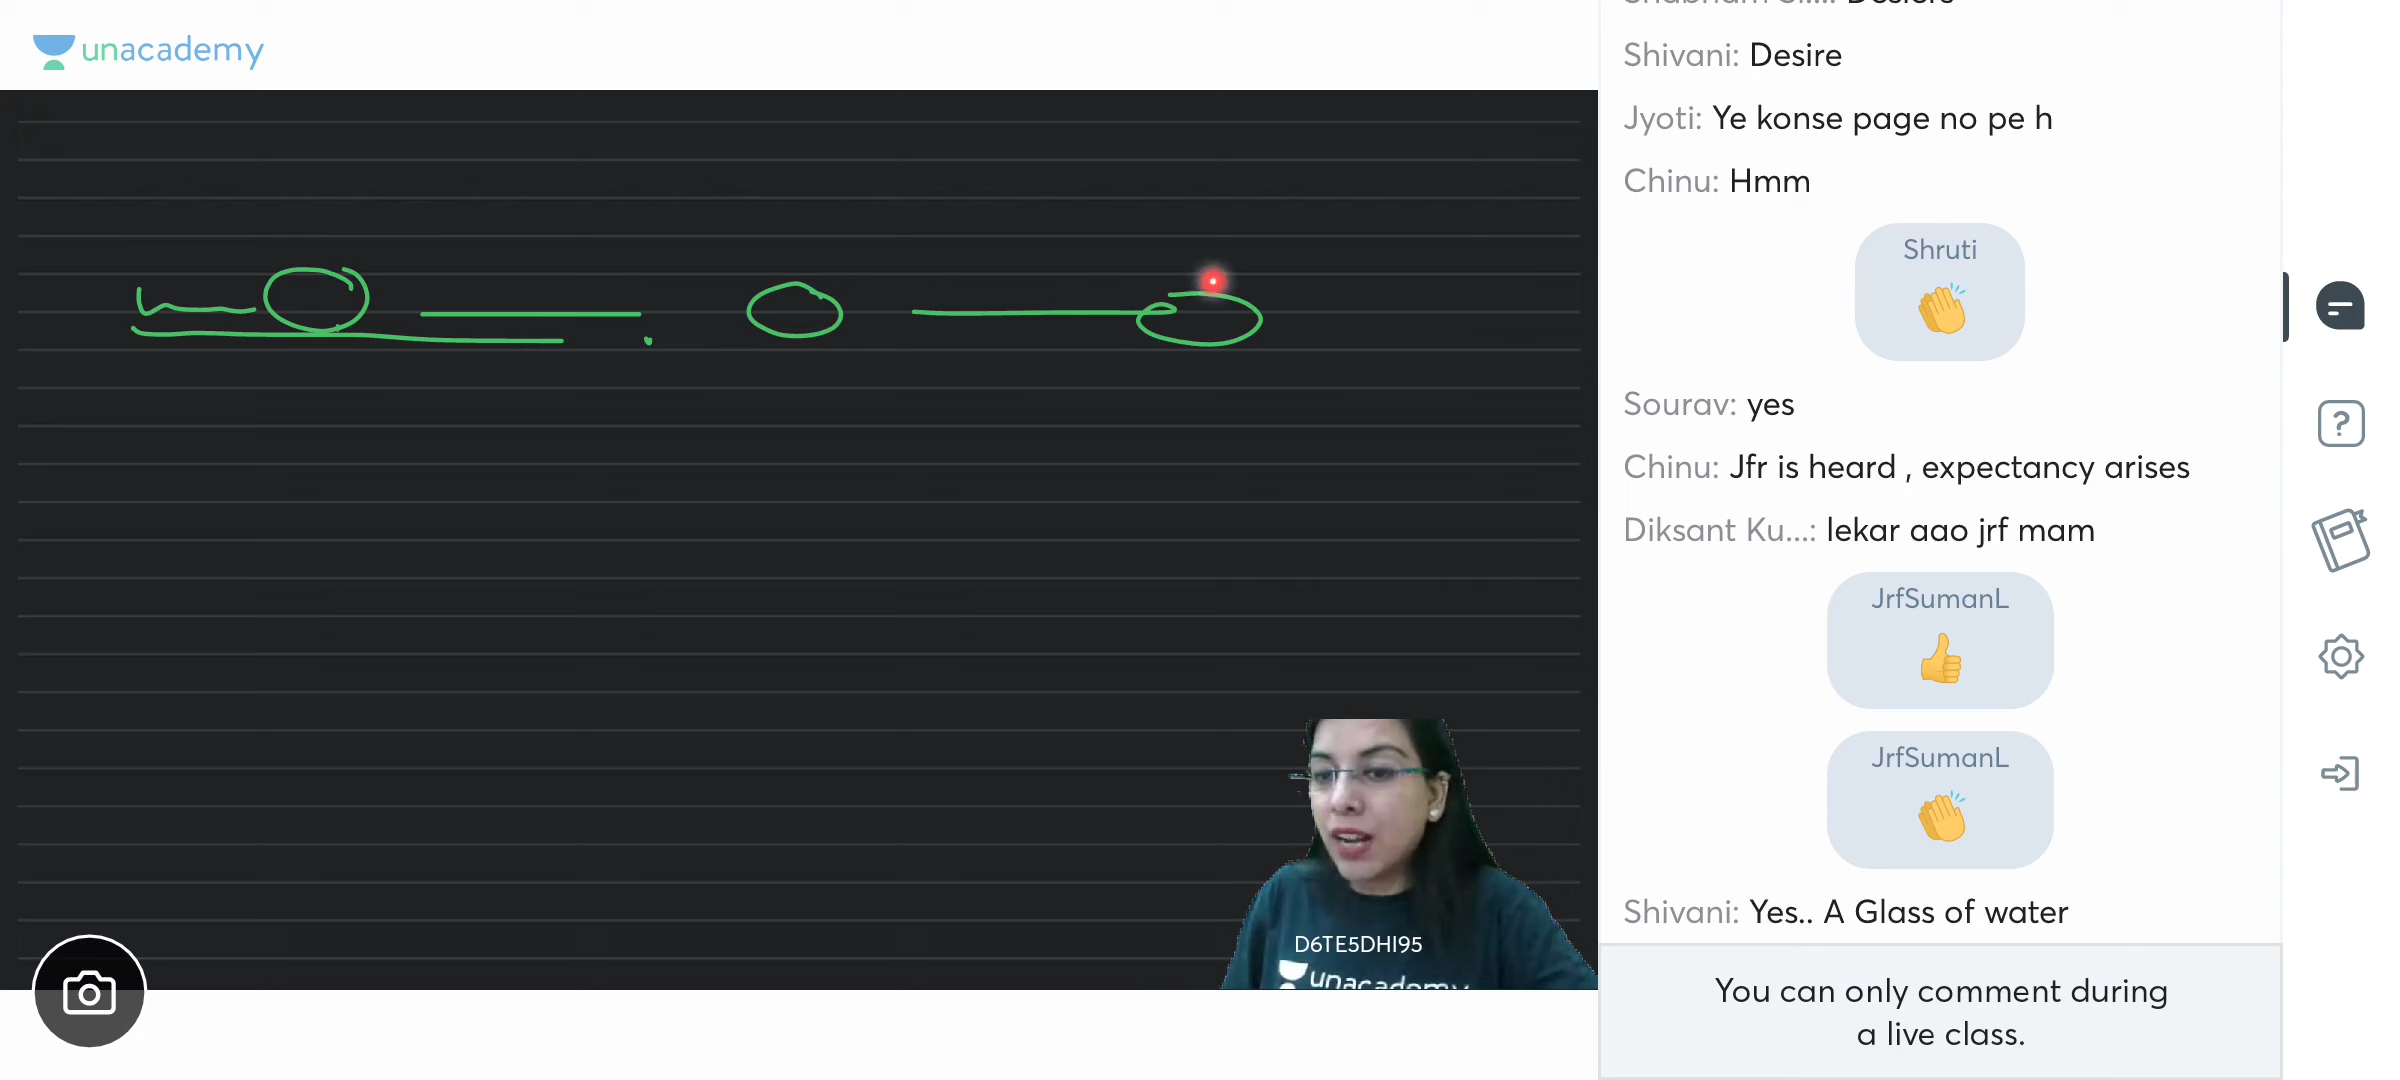 unacademy
Shivani: Desire
Jyoti: Ye konse page no pe h
Chinu: Hmm
Shruti
Sourav: yes
Chinu: Jfr is heard , expectancy arises
Diksant Ku...: lekar aao jrf mam
JrfSumanL
JrfSumanL
Shivani: Yes.. A Glass of water
D6TE5DHI95
unacademy
You can only comment during
a live class.